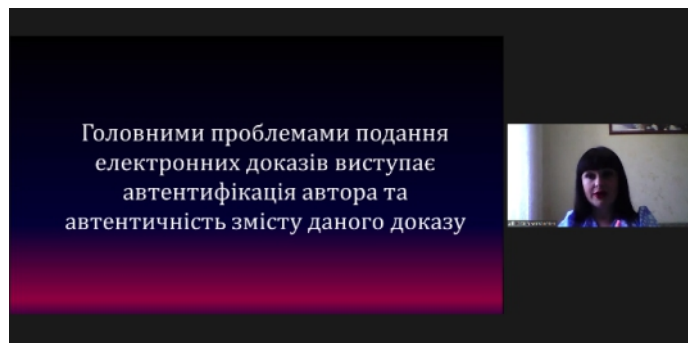 Головними проблемами подання
електронних доказів виступає
автентифікація автора та
автентичність змісту даного доказу